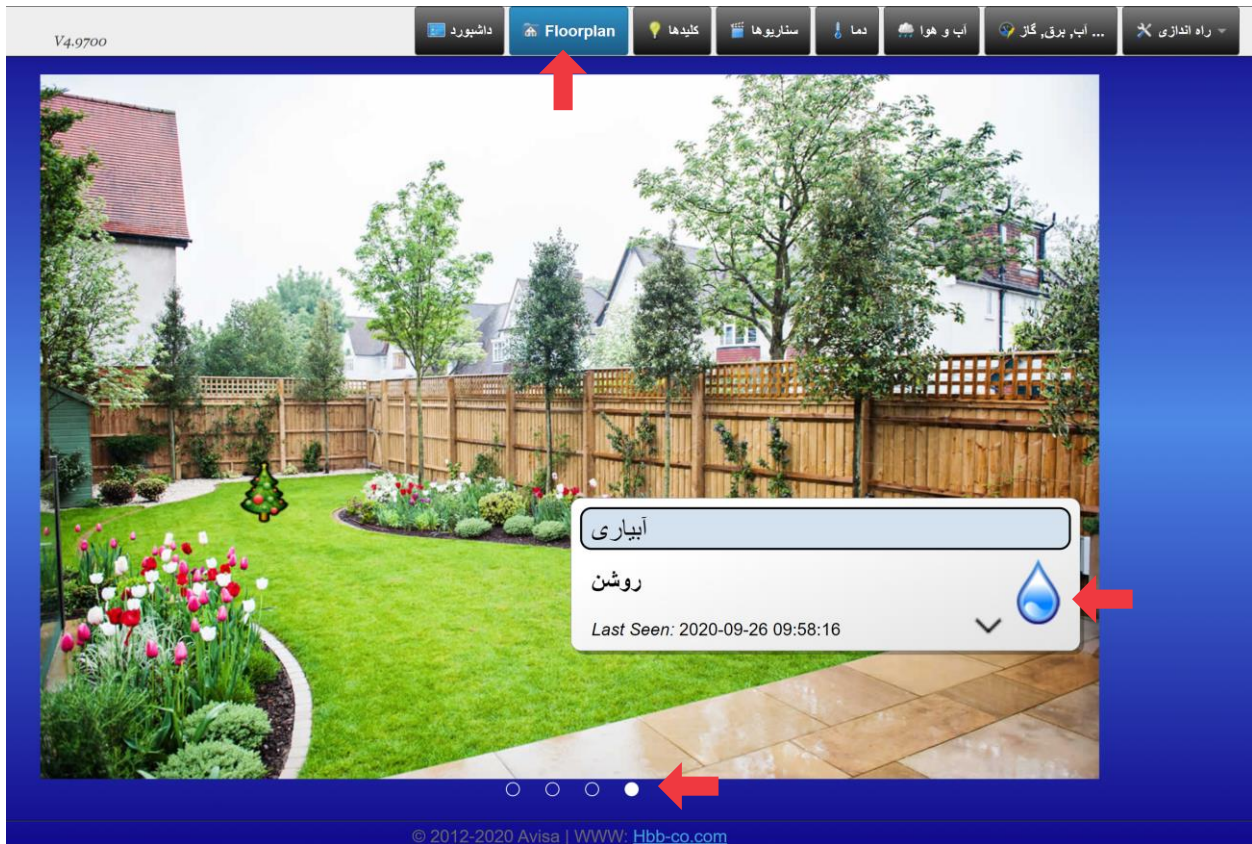 V4.9700
داشبورد
Floorplan
کلیدها
سناریوها
دما
آب و هوا
آب, برق, گاز ...
راه اندازی
آبیاری
روشن
Last Seen: 2020-09-26 09:58:16
© 2012-2020 Avisa | WWW: Hbb-co.com